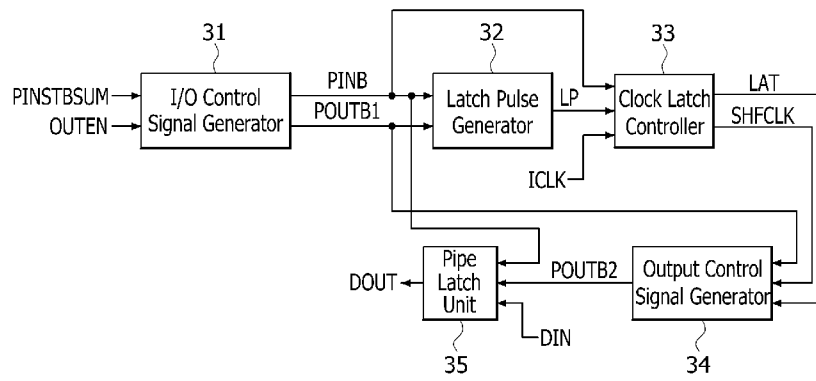 31
32
33
PINSTBSUM
OUTEN
I/O Control
Signal Generator
PINB
POUTB1
Latch Pulse
Generator
LP
ICLK
Clock Latch
Controller
LAT
SHFCLK
DOUT
Pipe
Latch
Unit
POUTB2
DIN
Output Control
Signal Generator
35
34